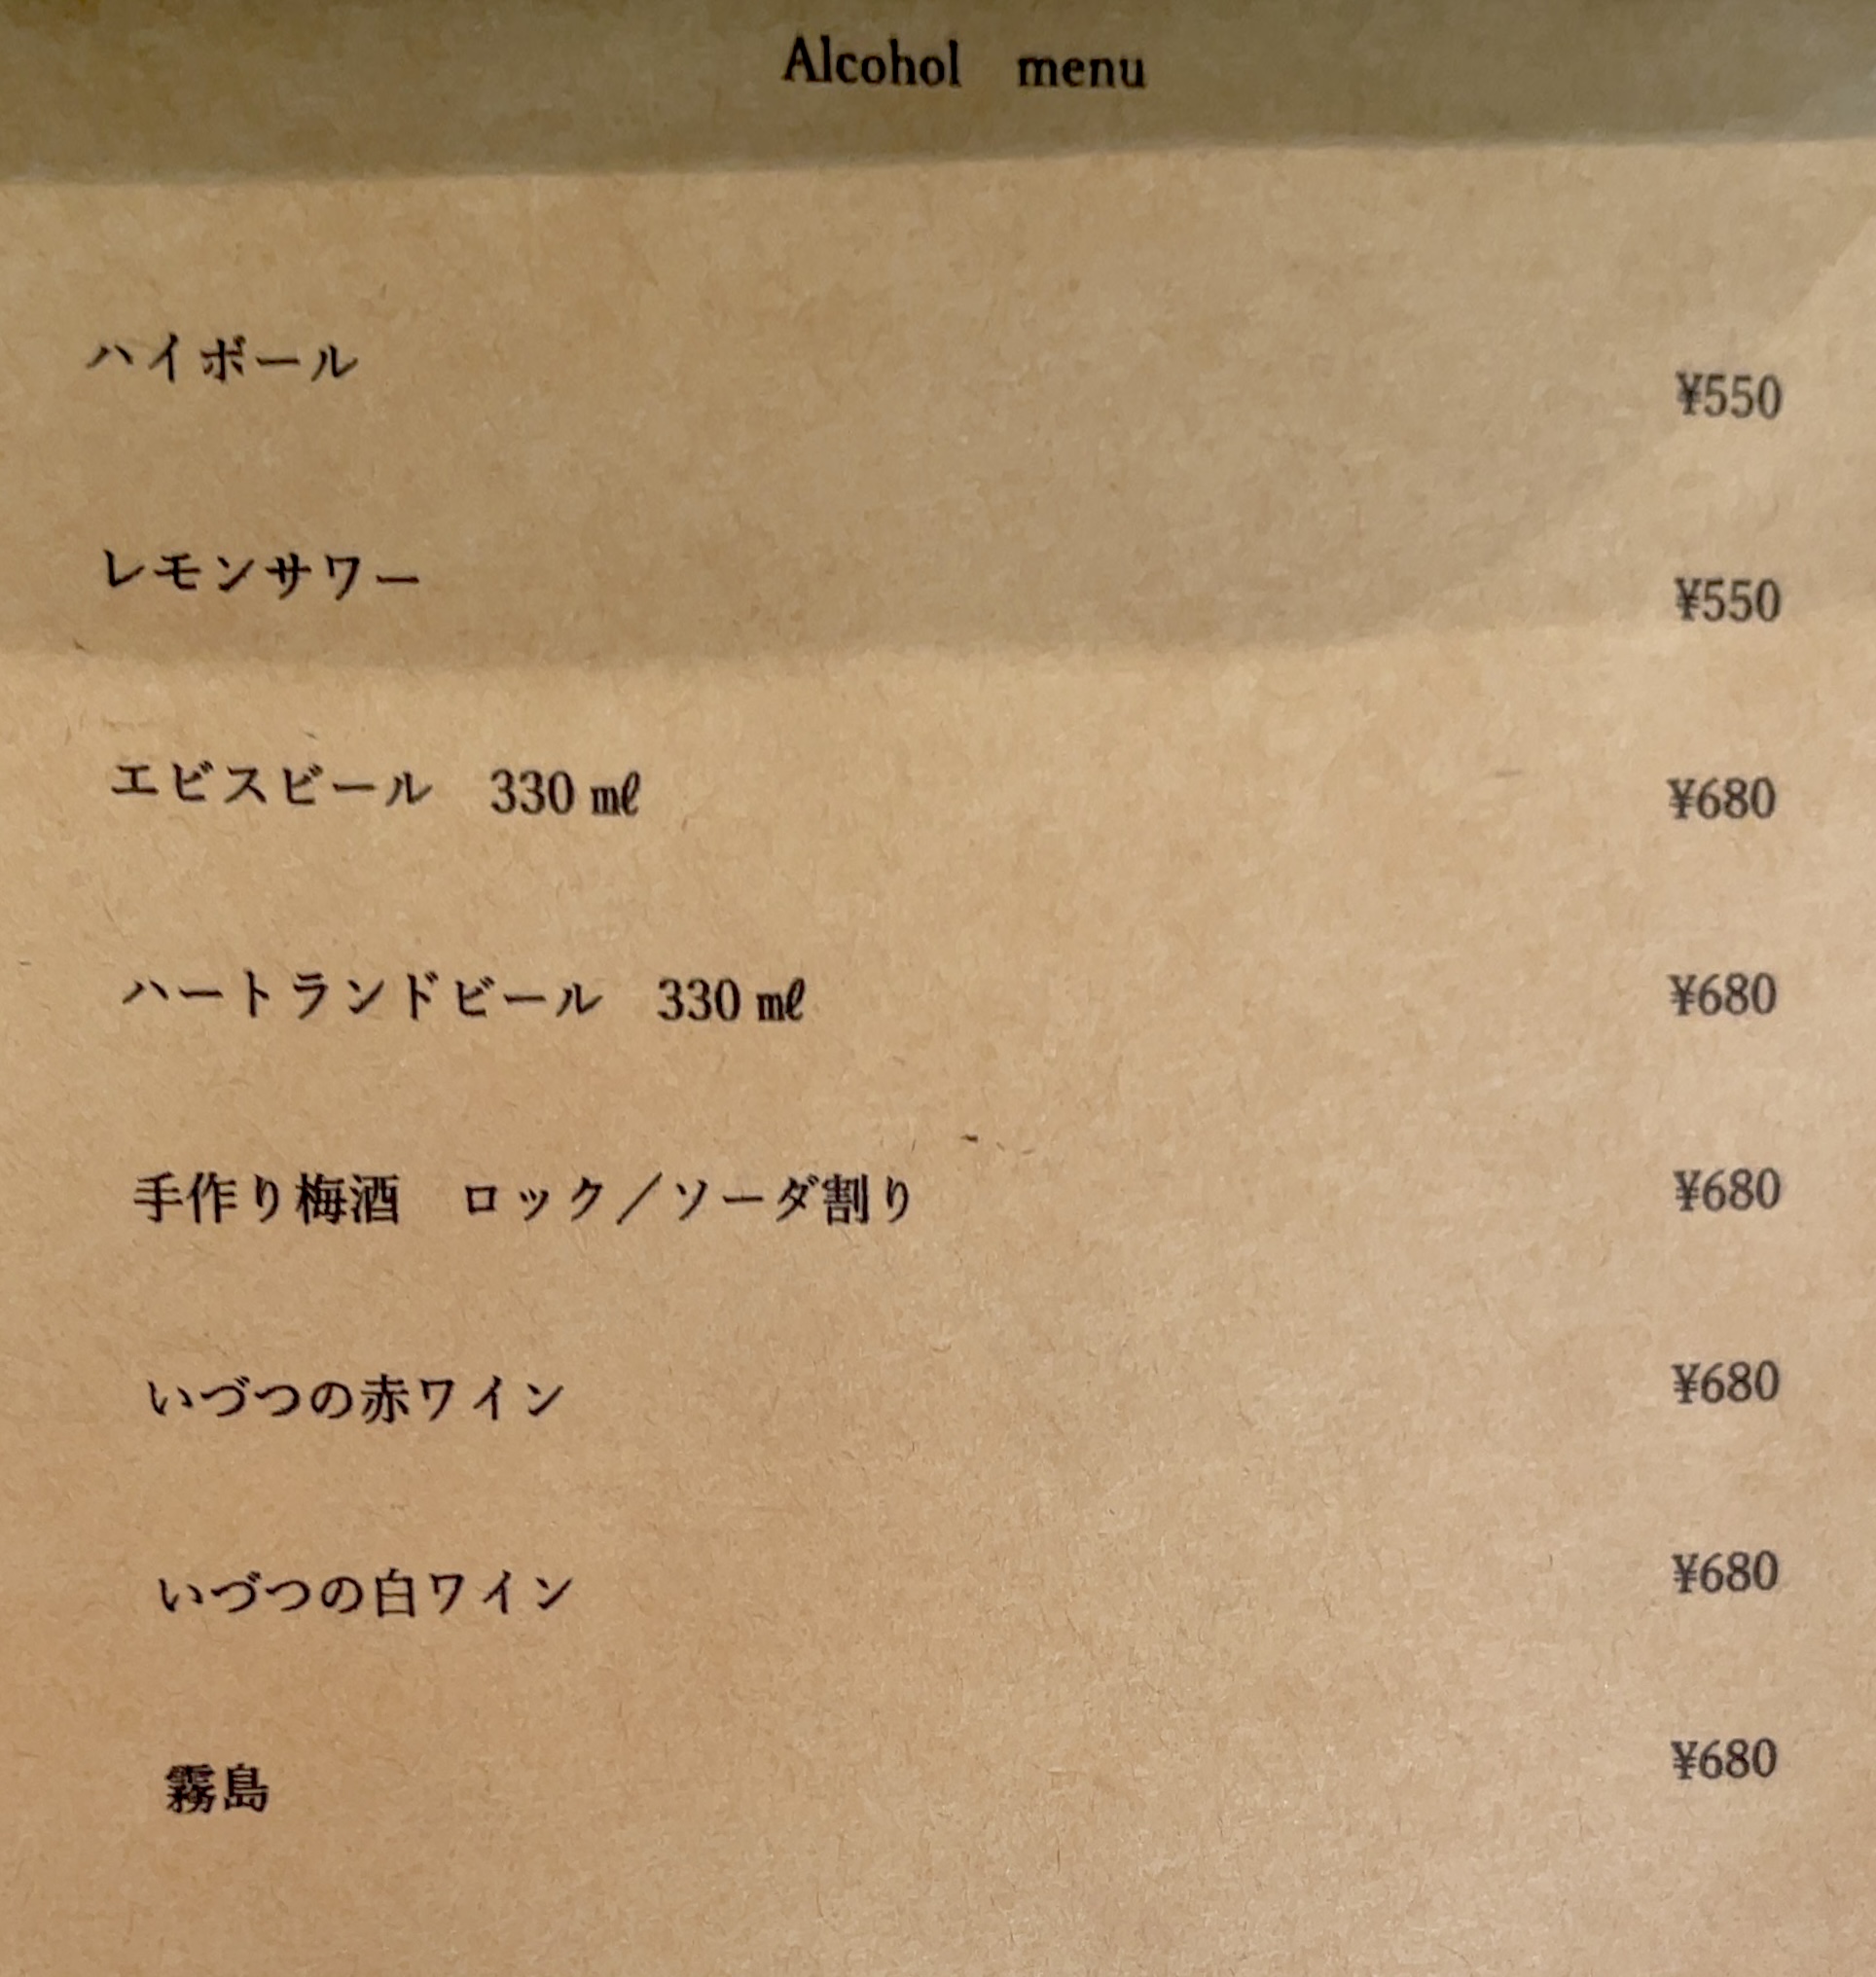 Alcohol menu
ハイボール ¥550
レモンサワー ¥550
エビスビール 330㎖ ¥680
ハートランドビール 330㎖ ¥680
手作り梅酒 ロック／ソーダ割り ¥680
いづつの赤ワイン ¥680
いづつの白ワイン ¥680
霧島 ¥680